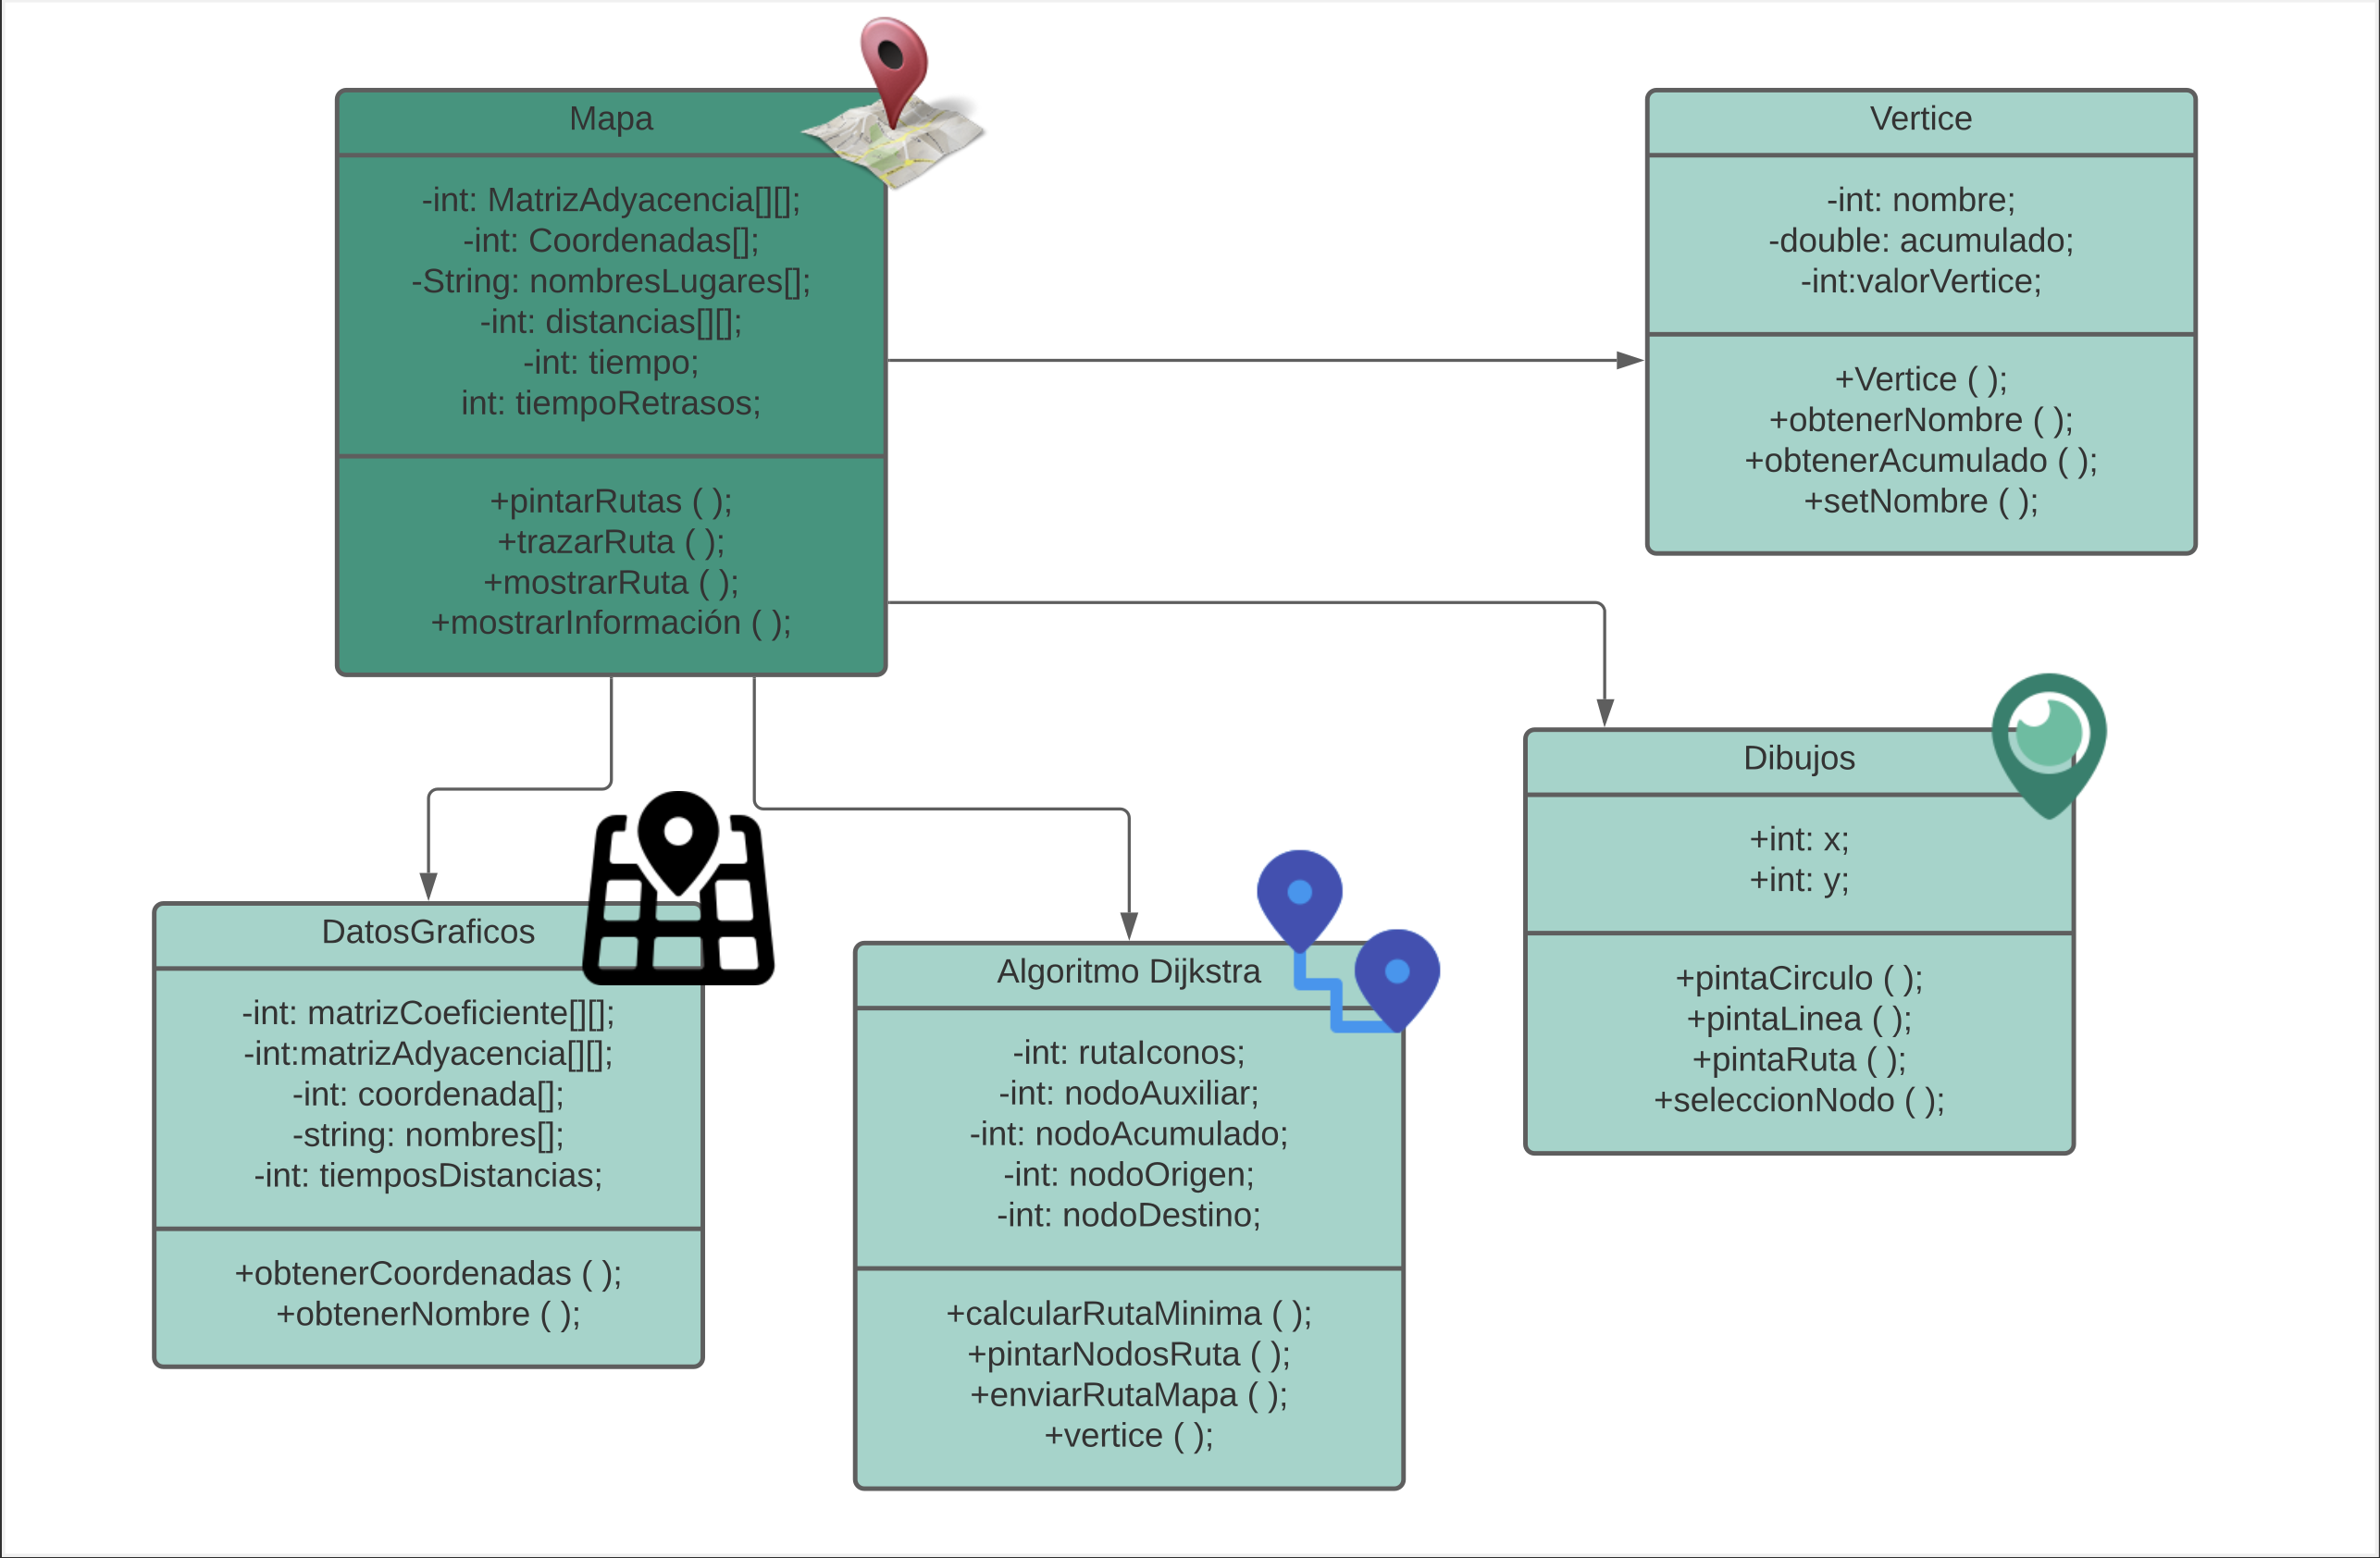 Mapa
-int: MatrizAdyacencia[][];
-int: Coordenadas[];
-String: nombresLugares[];
-int: distancias[][];
-int: tiempo;
int: tiempoRetrasos;
+pintarRutas ( );
+trazarRuta ( );
+mostrarRuta ( );
+mostrarInformación ( );
Vertice
-int: nombre;
-double: acumulado;
-int:valorVertice;
+Vertice ( );
+obtenerNombre ( );
+obtenerAcumulado ( );
+setNombre ( );
DatosGraficos
-int: matrizCoeficiente[][];
-int:matrizAdyacencia[][];
-int: coordenada[];
-string: nombres[];
-int: tiemposDistancias;
+obtenerCoordenadas ( );
+obtenerNombre ( );
Algoritmo Dijkstra
-int: rutaIconos;
-int: nodoAuxiliar;
-int: nodoAcumulado;
-int: nodoOrigen;
-int: nodoDestino;
+calcularRutaMinima ( );
+pintarNodosRuta ( );
+enviarRutaMapa ( );
+vertice ( );
Dibujos
+int: x;
+int: y;
+pintaCirculo ( );
+pintaLinea ( );
+pintaRuta ( );
+seleccionNodo ( );